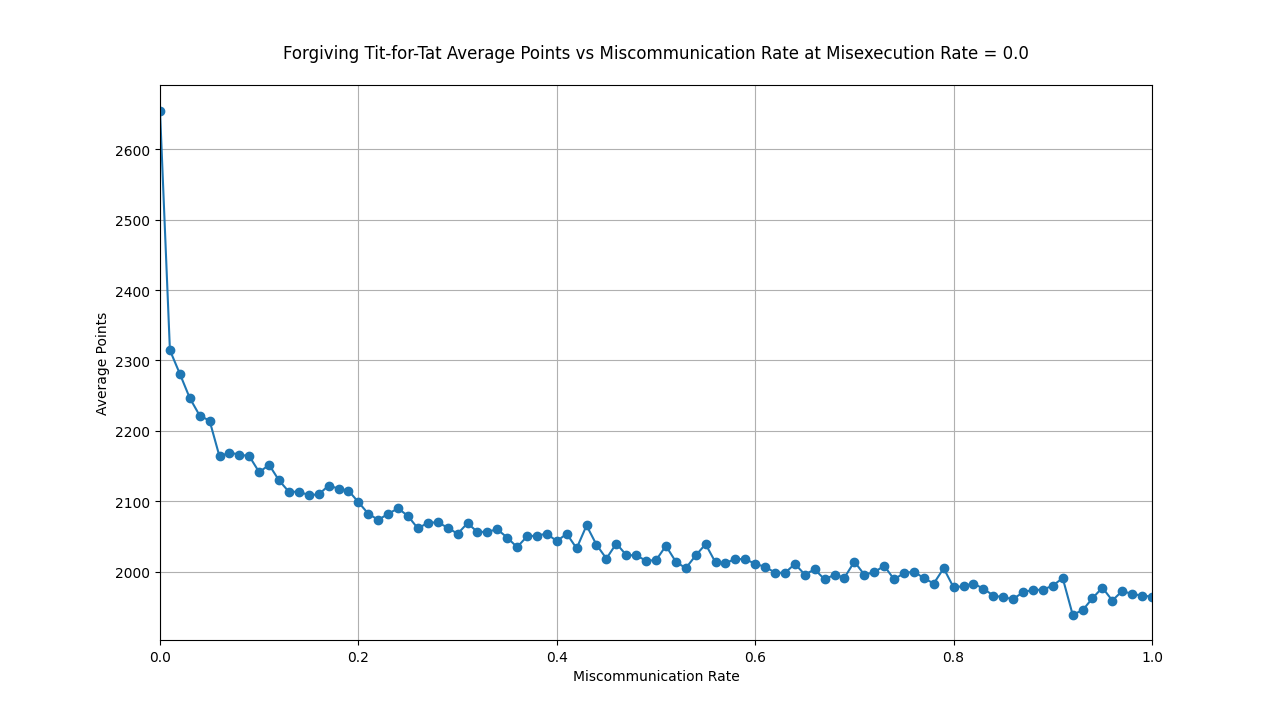 Forgiving Tit-for-Tat Average Points vs Miscommunication Rate at Misexecution Rate = 0.0
2600
2500
2400
2300
2200
2100
2000
Average Points
0.0 0.2 0.4 0.6 0.8 1.0
Miscommunication Rate